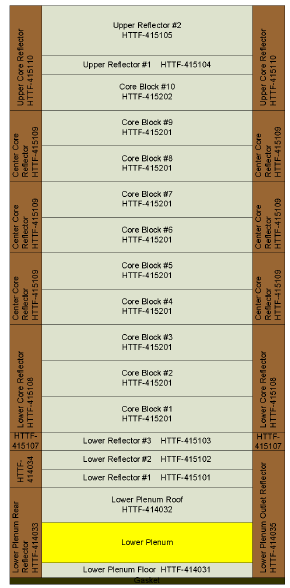 Upper Reflector #2
HTTF-415105
Upper Reflector #1 HTTF-415104
Core Block #10
HTTF-415202
Core Block #9
HTTF-415201
Core Block #8
HTTF-415201
Core Block #7
HTTF-415201
Core Block #6
HTTF-415201
Core Block #5
HTTF-415201
Core Block #4
HTTF-415201
Core Block #3
HTTF-415201
Core Block #2
HTTF-415201
Core Block #1
HTTF-415201
Lower Reflector #3 HTTF-415103
Lower Reflector #2 HTTF-415102
Lower Reflector #1 HTTF-415101
Lower Plenum Roof
HTTF-414032
Lower Plenum
Lower Plenum Floor HTTF-414031
Gasket
Upper Core Reflector
HTTF-415110
Center Core
Reflector
HTTF-415109
Center Core
Reflector
HTTF-415109
Center Core
Reflector
HTTF-415109
Lower Core Reflector
HTTF-415108
HTTF-
415107
HTTF-
414034
Lower Plenum Rear
Reflector
HTTF-414033
Upper Core Reflector
HTTF-415110
Center Core
Reflector
HTTF-415109
Center Core
Reflector
HTTF-415109
Center Core
Reflector
HTTF-415109
Lower Core Reflector
HTTF-415108
HTTF-
415107
Lower Plenum Outlet Reflector
HTTF-414035